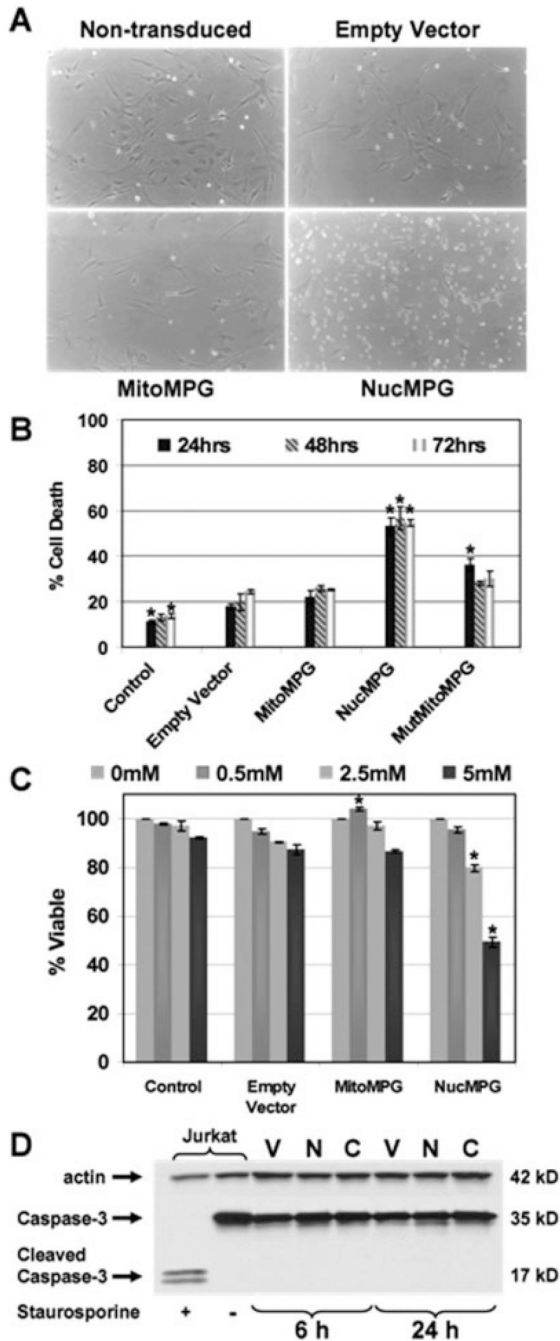 A
Non-transduced Empty Vector
MitoMPG NucMPG
B
100
80
60
40
20
0
% Cell Death
24hrs 48hrs 72hrs
* * * * * *
Control Empty Vector MitoMPG NucMPG MutMitoMPG
C
0mM 0.5mM 2.5mM 5mM
100
80
60
40
20
0
% Viable
* * *
Control Empty Vector MitoMPG NucMPG
D
Jurkat V N C V N C
actin 42 kD
Caspase-3 35 kD
Cleaved
Caspase-3 17 kD
Staurosporine + - 6 h 24 h